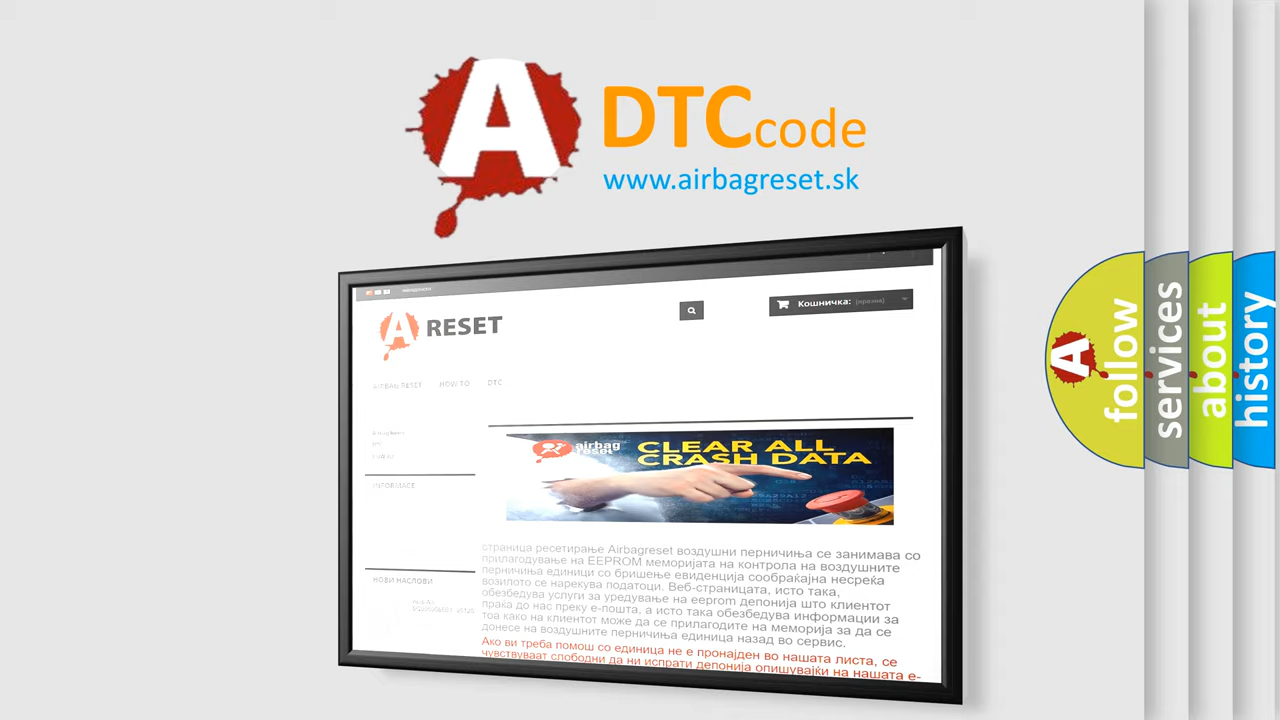 A
DTCcode
www.airbagreset.sk
A RESET
Кошничка: (празна)
AIRBAG RESET HOW TO DTC
INFORMACE
airbag reset
CLEAR ALL
CRASH DATA
страница ресетирање Airbagreset воздушни перничиња се занимава со
прилагодување на EEPROM меморијата на контрола на воздушните
перничиња единици со бришење евиденција сообраќајна несреќа
возилото се нарекува податоци. Веб-страницата, исто така,
обезбедува услуги за уредување на eeprom депонија што клиентот
праќа до нас преку е-пошта, а исто така обезбедува информации за
тоа како на клиентот може да се прилагодите на меморија за да се
донесе на воздушните перничиња единица назад во сервис.
Ако ви треба помош со единица не е пронајден во нашата листа, се
чувствуваат слободни да ни испрати депонија опишувајќи на нашата е-
НОВИ НАСЛОВИ
A follow
services
about
history